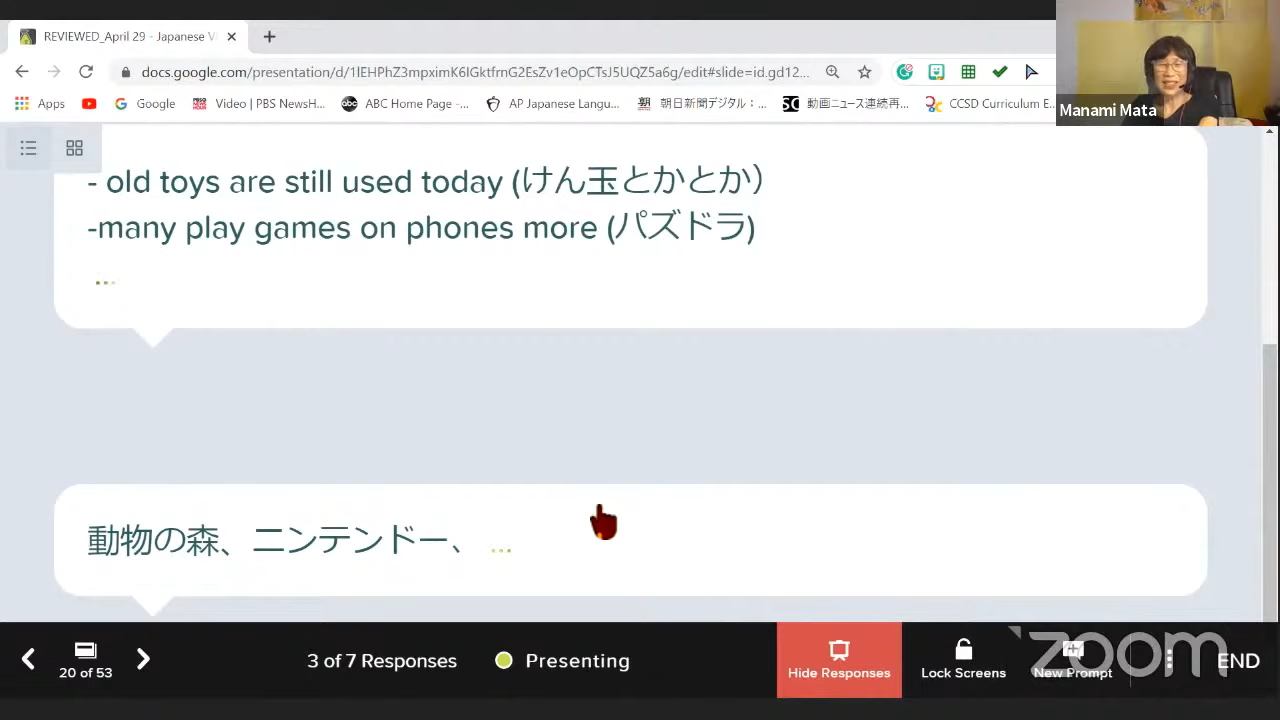 REVIEWED_April 29 - Japanese V
docs.google.com/presentation/d/1lEHPhZ3mpximK6lGktfrnG2EsZy1eOpCTsJ5UQZ5a6g/edit#slide=id.gd12...
Apps Google Video | PBS NewsH... abc ABC Home Page -... AP Japanese Langu... 朝日新聞デジタル：... SC 動画ニュース連続再... CCSD Curriculum E...
Manami Mata
- old toys are still used today (けん玉とかとか）
-many play games on phones more (パズドラ)
...
動物の森、ニンテンドー、 ...
20 of 53
3 of 7 Responses
Presenting
Hide Responses
Lock Screens
New Prompt
END
zoom